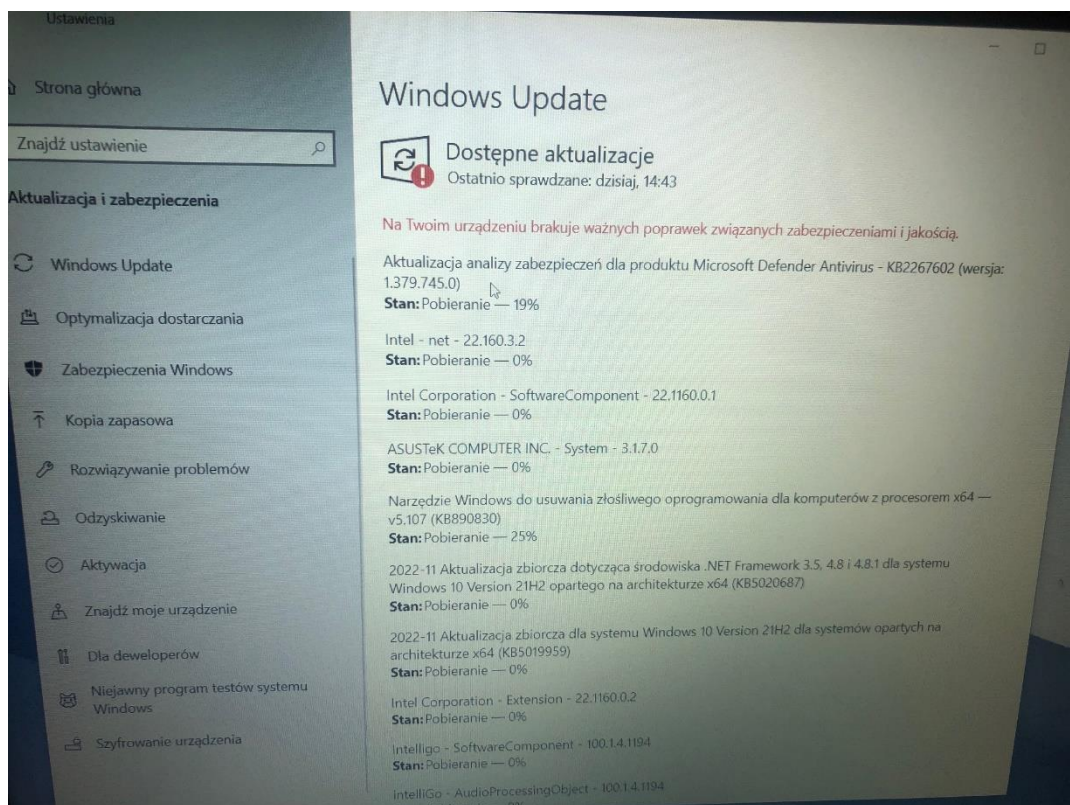 Ustawienia
Strona główna
Znajdź ustawienie
Aktualizacja i zabezpieczenia
Windows Update
Optymalizacja dostarczania
Zabezpieczenia Windows
Kopia zapasowa
Rozwiązywanie problemów
Odzyskiwanie
Aktywacja
Znajdź moje urządzenie
Dla deweloperów
Niejawny program testów systemu
Windows
Szyfrowanie urządzenia
Windows Update
Dostępne aktualizacje
Ostatnio sprawdzane: dzisiaj, 14:43
Na Twoim urządzeniu brakuje ważnych poprawek związanych zabezpieczeniami i jakością.
Aktualizacja analizy zabezpieczeń dla produktu Microsoft Defender Antivirus - KB2267602 (wersja:
1.379.745.0)
Stan: Pobieranie — 19%
Intel - net - 22.160.3.2
Stan: Pobieranie — 0%
Intel Corporation - SoftwareComponent - 22.1160.0.1
Stan: Pobieranie — 0%
ASUSTeK COMPUTER INC. - System - 3.1.7.0
Stan: Pobieranie — 0%
Narzędzie Windows do usuwania złośliwego oprogramowania dla komputerów z procesorem x64 —
v5.107 (KB890830)
Stan: Pobieranie — 25%
2022-11 Aktualizacja zbiorcza dotycząca środowiska .NET Framework 3.5, 4.8 i 4.8.1 dla systemu
Windows 10 Version 21H2 opartego na architekturze x64 (KB5020687)
Stan: Pobieranie — 0%
2022-11 Aktualizacja zbiorcza dla systemu Windows 10 Version 21H2 dla systemów opartych na
architekturze x64 (KB5019959)
Stan: Pobieranie — 0%
Intel Corporation - Extension - 22.1160.0.2
Stan: Pobieranie — 0%
Intelligo - SoftwareComponent - 100.1.4.1194
Stan: Pobieranie — 0%
IntelliGo - AudioProcessingObject - 100.1.4.1194